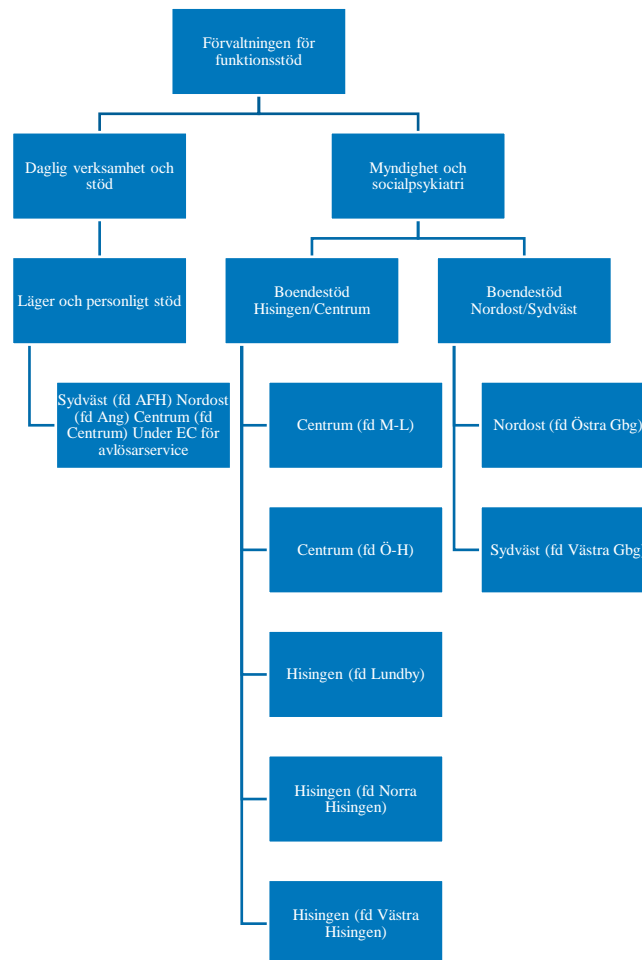 Förvaltningen för
funktionsstöd
Daglig verksamhet och
stöd
Myndighet och
socialpsykiatri
Läger och personligt stöd
Boendestöd
Hisingen/Centrum
Boendestöd
Nordost/Sydväst
Sydväst (fd AFH) Nordost
(fd Ang) Centrum (fd
Centrum) Under EC för
avlösarservice
Centrum (fd M-L)
Nordost (fd Östra Gbg)
Centrum (fd Ö-H)
Sydväst (fd Västra Gbg)
Hisingen (fd Lundby)
Hisingen (fd Norra
Hisingen)
Hisingen (fd Västra
Hisingen)